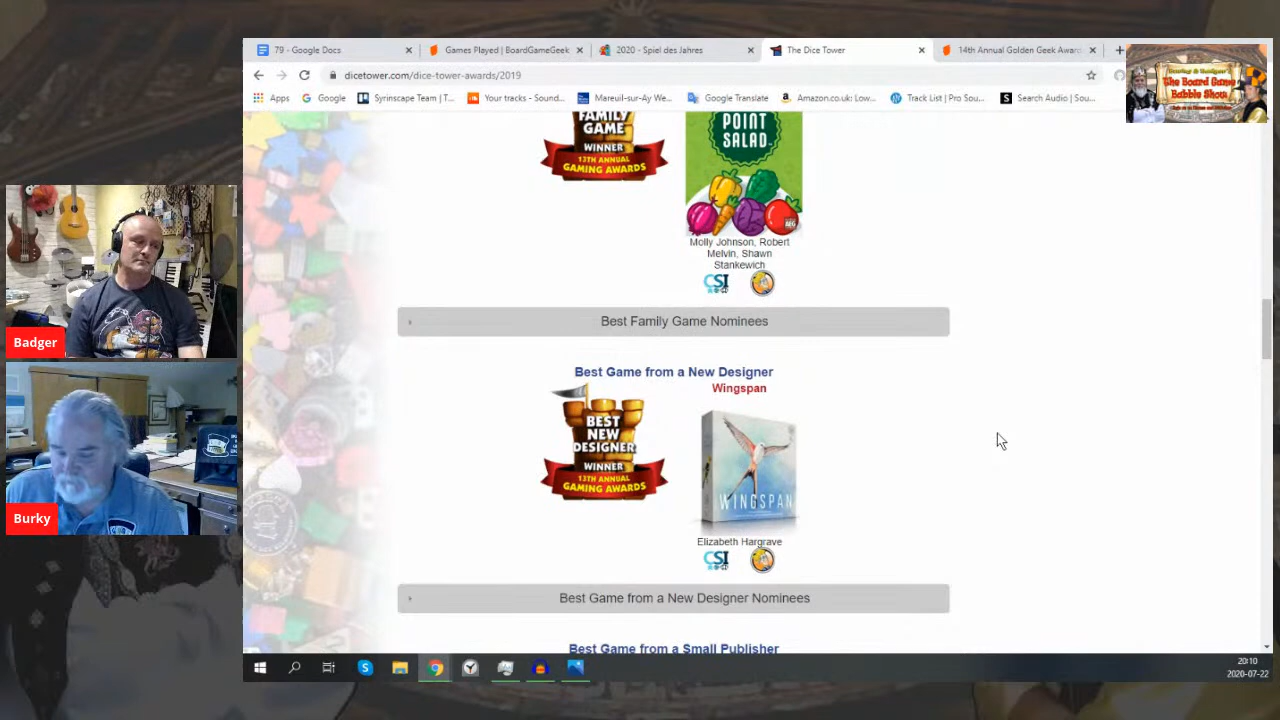 79 - Google Docs
Games Played | BoardGameGeek
2020 - Spiel des Jahres
The Dice Tower
14th Annual Golden Geek Award
dicetower.com/dice-tower-awards/2019
Apps
Google
Syrinscape Team | T...
Your tracks - Sound...
Mareuil-sur-Ay We...
Google Translate
Amazon.co.uk: Low...
Track List | Pro Sou...
Search Audio | Sou...
The Board Game
Babble Show
FAMILY
GAME
WINNER
13TH ANNUAL
GAMING AWARDS
POINT
SALAD
Molly Johnson, Robert
Melvin, Shawn
Stankewich
CSI
Best Family Game Nominees
Best Game from a New Designer
Wingspan
BEST
NEW
DESIGNER
WINNER
13TH ANNUAL
GAMING AWARDS
WINGSPAN
Elizabeth Hargrave
CSI
Best Game from a New Designer Nominees
Best Game from a Small Publisher
Badger
Burky
20:10
2020-07-22